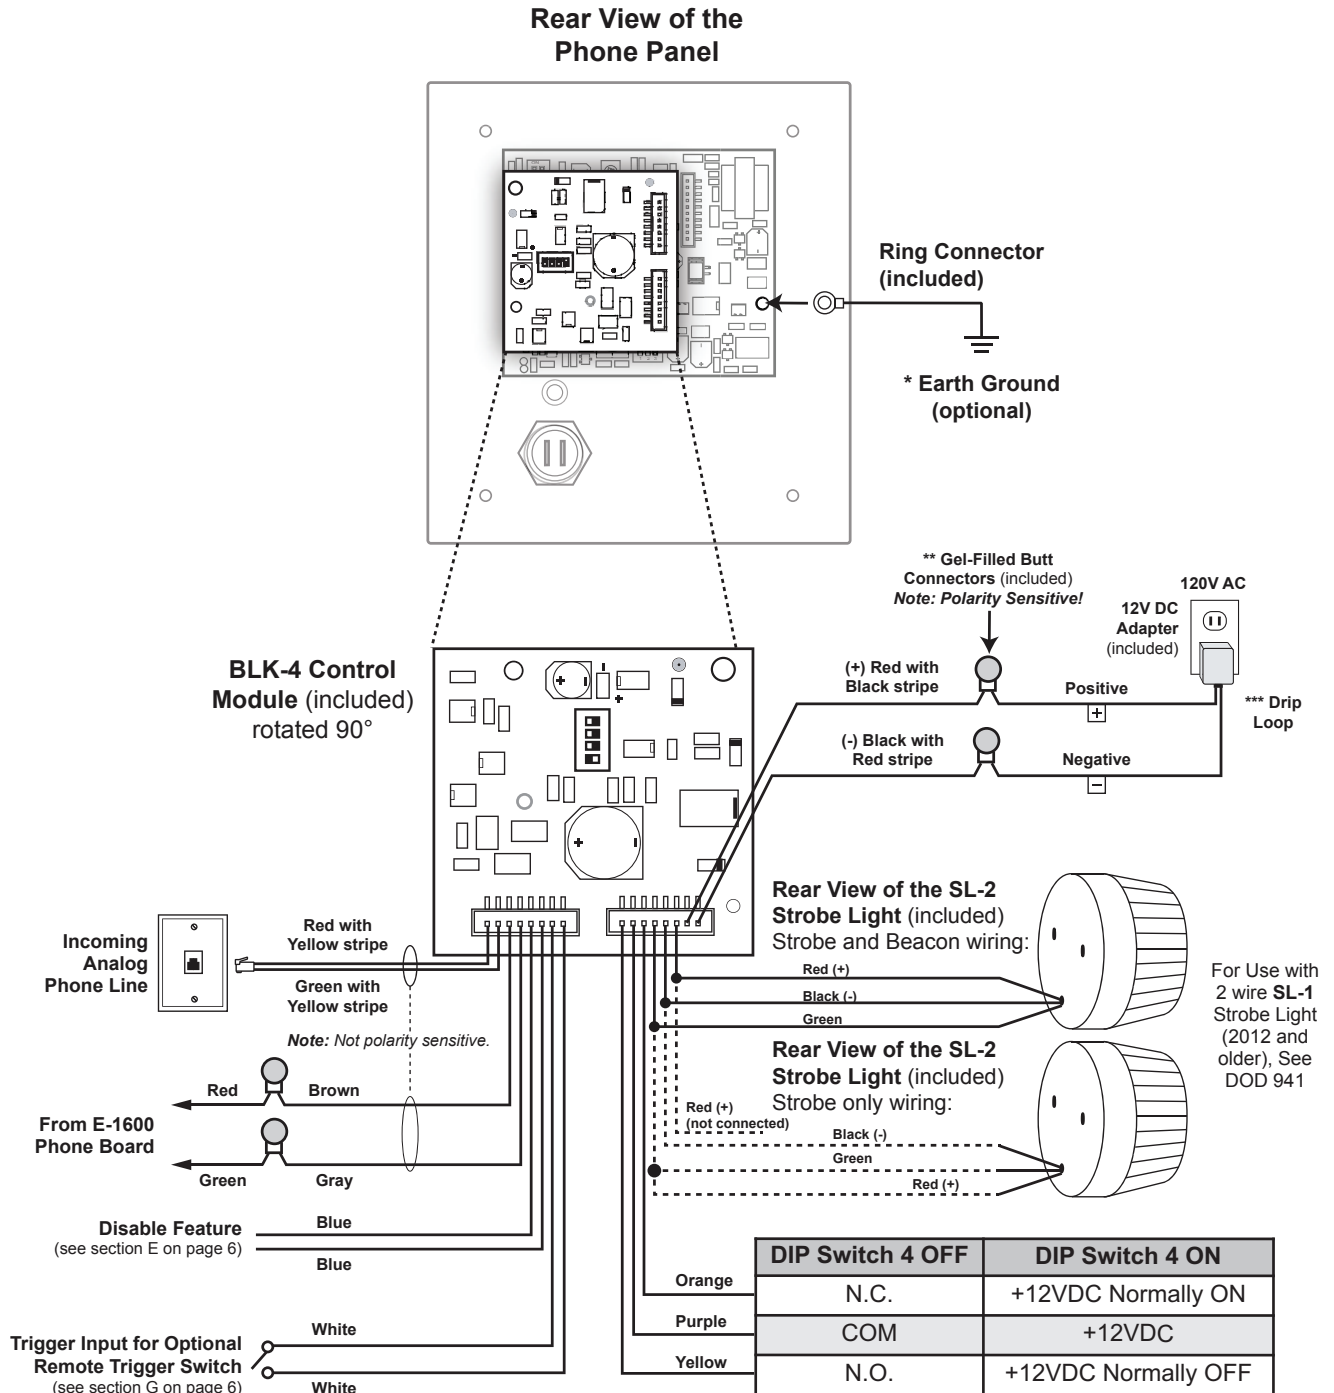 Rear View of the
Phone Panel
Ring Connector
(included)
* Earth Ground
(optional)
** Gel-Filled Butt
Connectors (included)
Note: Polarity Sensitive!
120V AC
12V DC
Adapter
(included)
*** Drip
Loop
BLK-4 Control
Module (included)
rotated 90°
(+) Red with
Black stripe
Positive
+
(-) Black with
Red stripe
Negative
-
Incoming
Analog
Phone Line
Red with
Yellow stripe
Green with
Yellow stripe
Note: Not polarity sensitive.
Rear View of the SL-2
Strobe Light (included)
Strobe and Beacon wiring:
Red (+)
Black (-)
Green
For Use with
2 wire SL-1
Strobe Light
(2012 and
older), See
DOD 941
Rear View of the SL-2
Strobe Light (included)
Strobe only wiring:
Red (+)
(not connected)
Black (-)
Green
Red (+)
From E-1600
Phone Board
Red
Brown
Green
Gray
Disable Feature
(see section E on page 6)
Blue
Blue
Trigger Input for Optional
Remote Trigger Switch
(see section G on page 6)
White
White
DIP Switch 4 OFF DIP Switch 4 ON
Orange N.C. +12VDC Normally ON
Purple COM +12VDC
Yellow N.O. +12VDC Normally OFF